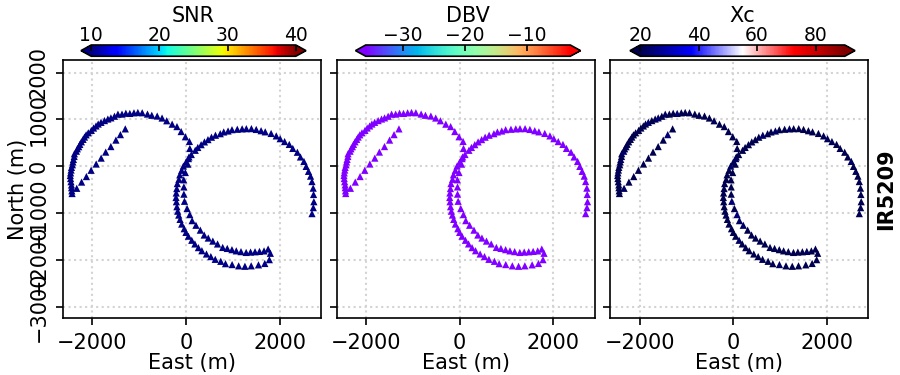 SNR DBV Xc
10 20 30 40 −30 −20 −10 20 40 60 80
North (m)
2000
1000
0
−1000
−2000
−3000
−2000 0 2000 −2000 0 2000 −2000 0 2000
East (m) East (m) East (m)
IR5209